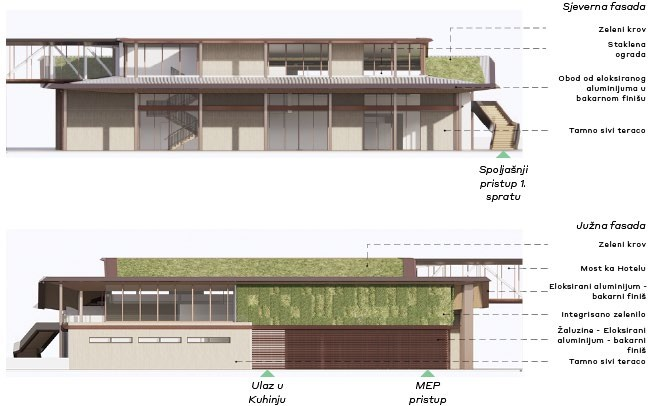 Sjeverna fasada
Zeleni krov
Staklena
ograda
Obod od eloksiranog
aluminijuma u
bakarnom finišu
Tamno sivi teraco
Spoljašnji
pristup 1.
spratu
Južna fasada
Zeleni krov
Most ka Hotelu
Eloksirani aluminijum -
bakarni finiš
Integrisano zelenilo
Žaluzine - Eloksirani
aluminijum - bakarni
finiš
Tamno sivi teraco
Ulaz u
Kuhinju
MEP
pristup